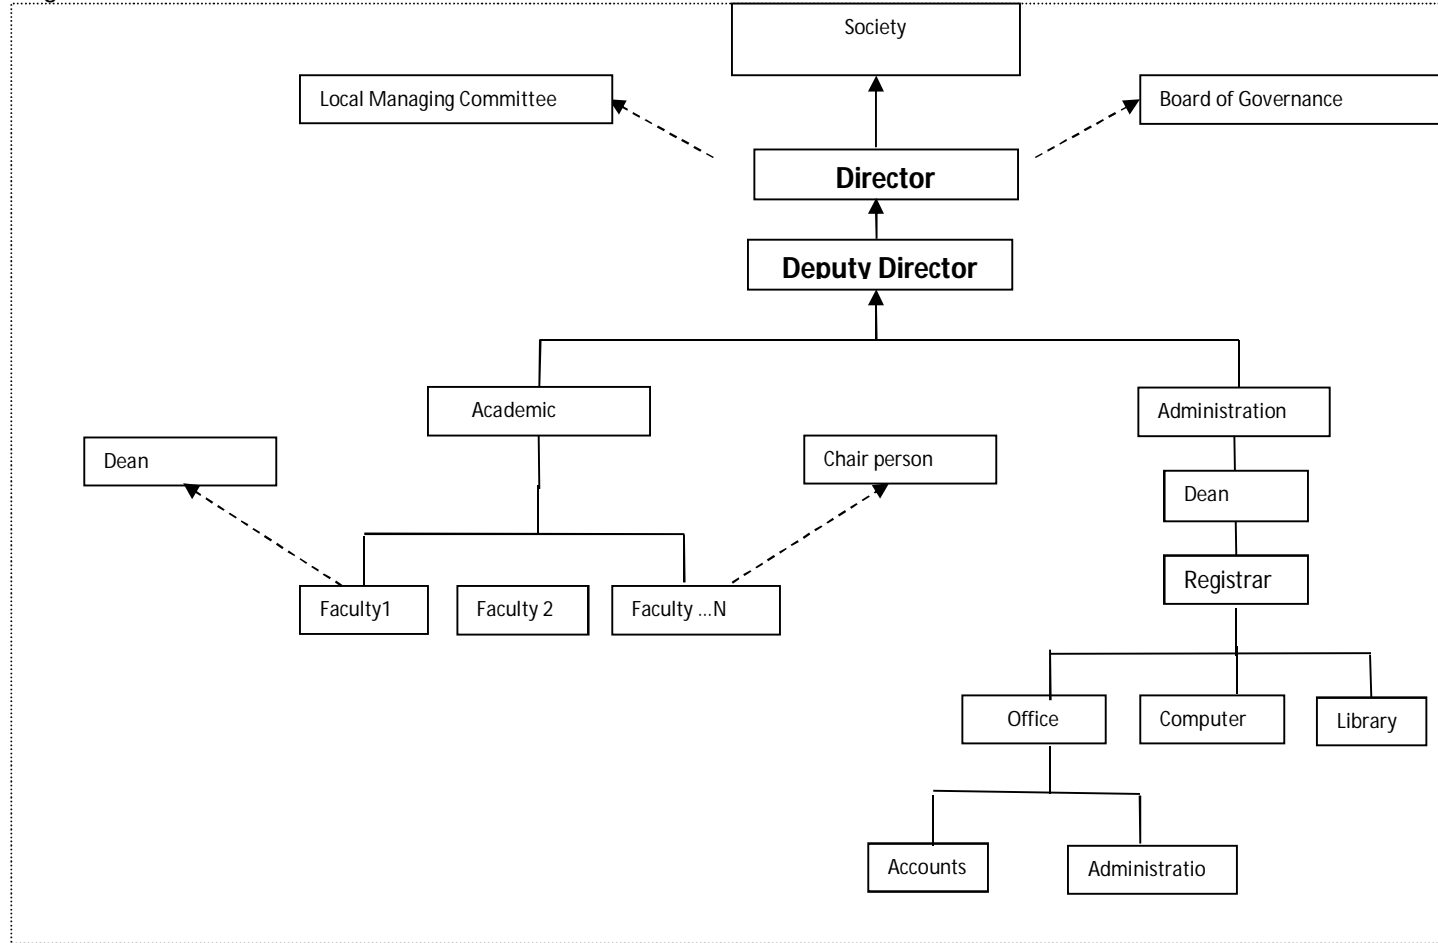 Society
Local Managing Committee
Board of Governance
Director
Deputy Director
Academic
Administration
Dean
Chair person
Dean
Registrar
Faculty1
Faculty 2
Faculty ...N
Office
Computer
Library
Accounts
Administratio